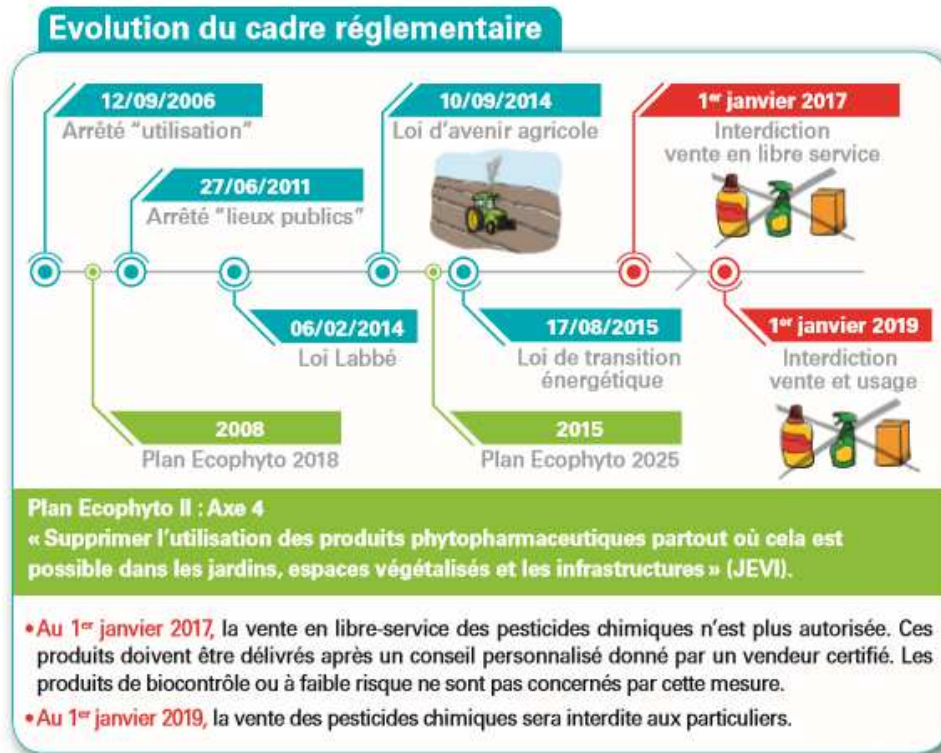 Evolution du cadre réglementaire
12/09/2006
Arrêté "utilisation"
10/09/2014
Loi d'avenir agricole
1er janvier 2017
Interdiction
vente en libre service
27/06/2011
Arrêté "lieux publics"
06/02/2014
Loi Labbé
17/08/2015
Loi de transition
énergétique
1er janvier 2019
Interdiction
vente et usage
2008
Plan Ecophyto 2018
2015
Plan Ecophyto 2025
Plan Ecophyto II : Axe 4
« Supprimer l'utilisation des produits phytopharmaceutiques partout où cela est
possible dans les jardins, espaces végétalisés et les infrastructures » (JEVI).
•Au 1er janvier 2017, la vente en libre-service des pesticides chimiques n'est plus autorisée. Ces
produits doivent être délivrés après un conseil personnalisé donné par un vendeur certifié. Les
produits de biocontrôle ou à faible risque ne sont pas concernés par cette mesure.
•Au 1er janvier 2019, la vente des pesticides chimiques sera interdite aux particuliers.